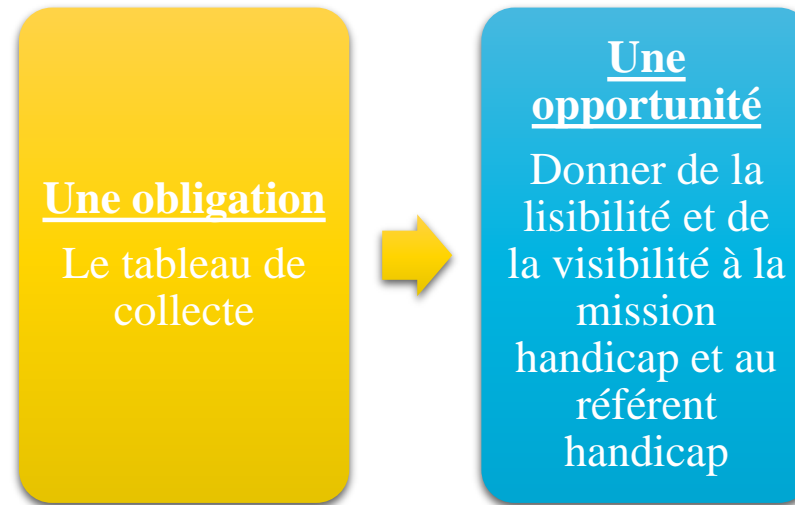 Une obligation
Le tableau de
collecte
Une
opportunité
Donner de la
lisibilité et de
la visibilité à la
mission
handicap et au
référent
handicap